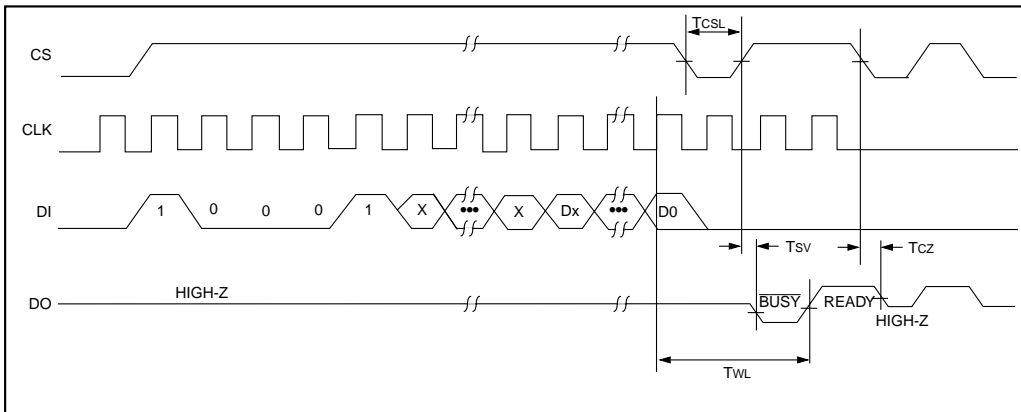 TCSL
CS
CLK
DI
1 0 0 0 1 X ••• X Dx ••• D0
TSV
TCZ
DO
HIGH-Z
BUSY
READY
HIGH-Z
TWL